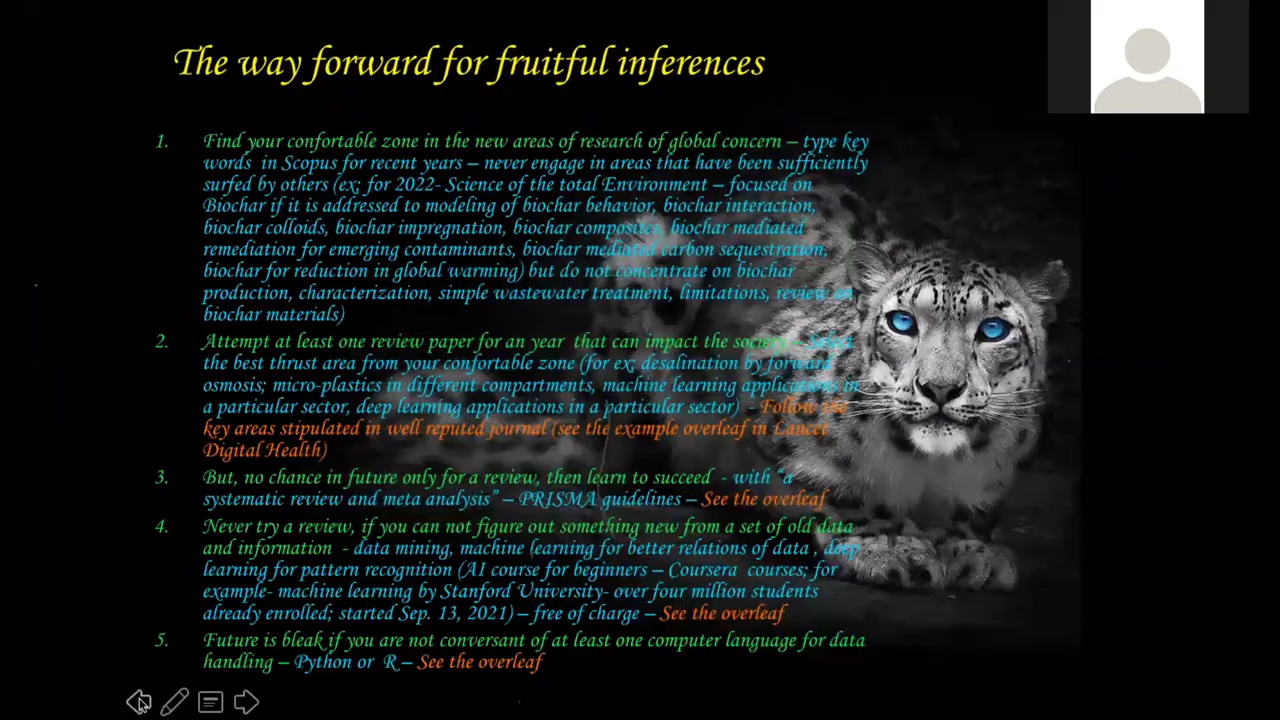 The way forward for fruitful inferences
1. Find your confortable zone in the new areas of research of global concern – type key
words in Scopus for recent years – never engage in areas that have been sufficiently
surfed by others (ex; for 2022- Science of the total Environment – focused on
Biochar if it is addressed to modeling of biochar behavior, biochar interaction,
biochar colloids, biochar impregnation, biochar composites, biochar mediated
remediation for emerging contaminants, biochar mediated carbon sequestration,
biochar for reduction in global warming) but do not concentrate on biochar
production, characterization, simple wastewater treatment, limitations, review on
biochar materials)
2. Attempt at least one review paper for an year that can impact the society – Select
the best thrust area from your confortable zone (for ex; desalination by forward
osmosis; micro-plastics in different compartments, machine learning applications in
a particular sector, deep learning applications in a particular sector) - Follow the
key areas stipulated in well reputed journal (see the example overleaf in Lancet
Digital Health)
3. But, no chance in future only for a review, then learn to succeed - with “a
systematic review and meta analysis” – PRISMA guidelines – See the overleaf
4. Never try a review, if you can not figure out something new from a set of old data
and information - data mining, machine learning for better relations of data , deep
learning for pattern recognition (AI course for beginners – Coursera courses; for
example- machine learning by Stanford University- over four million students
already enrolled; started Sep. 13, 2021) – free of charge – See the overleaf
5. Future is bleak if you are not conversant of at least one computer language for data
handling – Python or R – See the overleaf